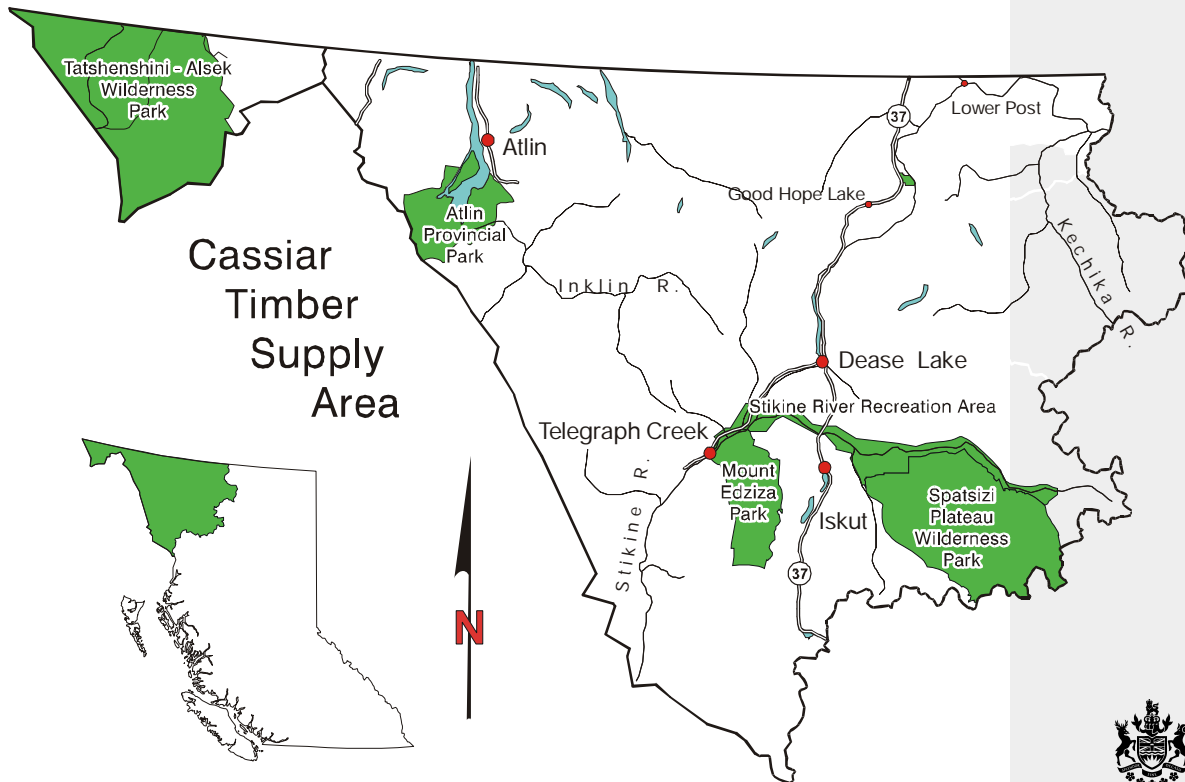 Tatshenshini - Alsek
Wilderness
Park
Atlin
Atlin
Provincial
Park
37
Lower Post
Good Hope Lake
Kechika R.
Cassiar
Timber
Supply
Area
Inklin R.
Dease Lake
Stikine River Recreation Area
Telegraph Creek
Mount
Edziza
Park
Stikine R.
Iskut
Spatsizi
Plateau
Wilderness
Park
37
N